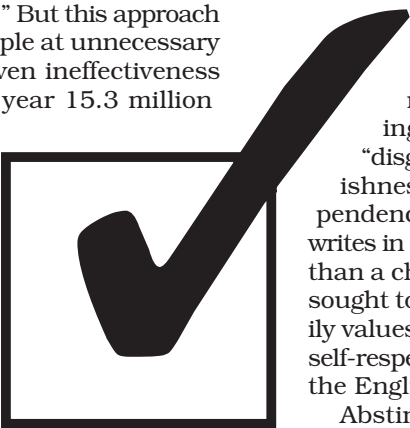 ” But this approach
ple at unnecessary
ven ineffectiveness
year 15.3 million
ing
“disg
ishnes
pendenc
writes in
than a ch
sought to
ily values
self-respe
the Engli
Abstin